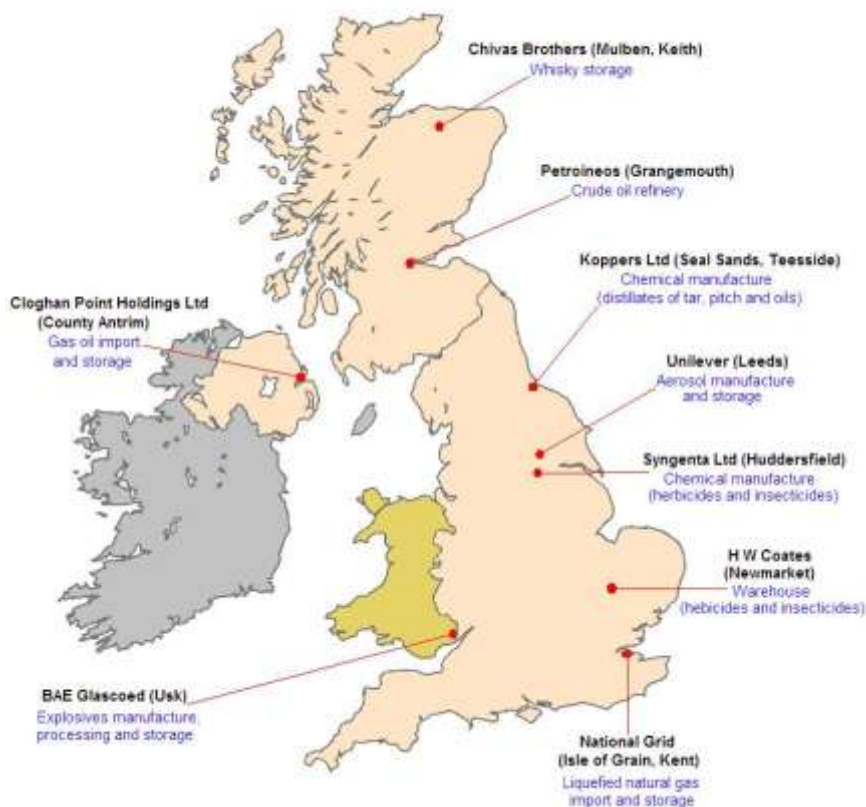 Chivas Brothers (Mulben, Keith)
Whisky storage
Petroineos (Grangemouth)
Crude oil refinery
Koppers Ltd (Seal Sands, Teesside)
Chemical manufacture
(distillates of tar, pitch and oils)
Cloghan Point Holdings Ltd
(County Antrim)
Gas oil import
and storage
Unilever (Leeds)
Aerosol manufacture
and storage
Syngenta Ltd (Huddersfield)
Chemical manufacture
(herbicides and insecticides)
H W Coates
(Newmarket)
Warehouse
(hebicides and insecticides)
BAE Glascoed (Usk)
Explosives manufacture,
processing and storage
National Grid
(Isle of Grain, Kent)
Liquefied natural gas
import and storage